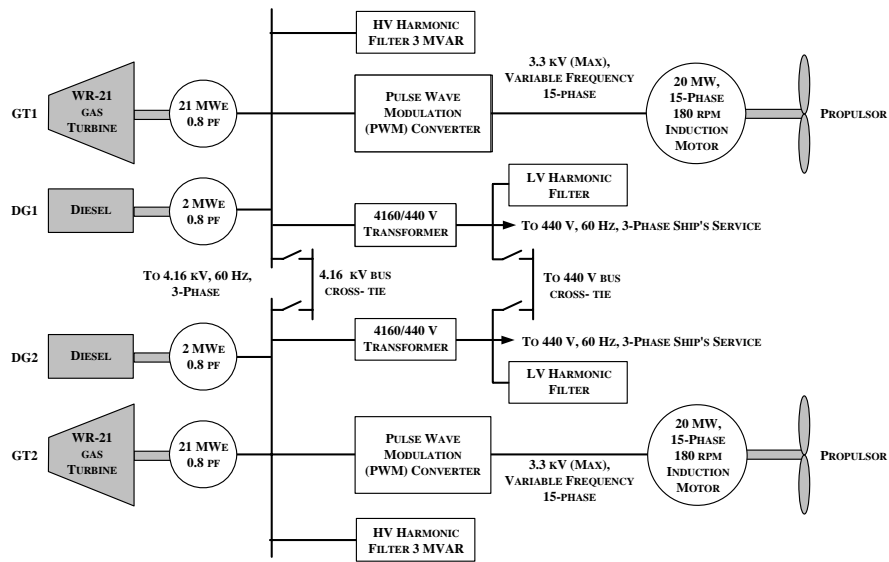 HV Harmonic
Filter 3 MVAR
GT1
WR-21
gas
Turbine
21 MWe
0.8 pf
Pulse Wave
Modulation
(PWM) Converter
3.3 kV (Max),
Variable Frequency
15-phase
20 MW,
15-Phase
180 rpm
Induction
Motor
Propulsor
DG1
Diesel
2 MWe
0.8 pf
4160/440 V
Transformer
LV Harmonic
Filter
To 440 V, 60 Hz, 3-Phase Ship's Service
To 4.16 kV, 60 Hz,
3-Phase
4.16 kV bus
cross- tie
To 440 V bus
cross- tie
DG2
Diesel
2 MWe
0.8 pf
4160/440 V
Transformer
To 440 V, 60 Hz, 3-Phase Ship's Service
LV Harmonic
Filter
GT2
WR-21
gas
Turbine
21 MWe
0.8 pf
Pulse Wave
Modulation
(PWM) Converter
3.3 kV (Max),
Variable Frequency
15-phase
20 MW,
15-Phase
180 rpm
Induction
Motor
Propulsor
HV Harmonic
Filter 3 MVAR